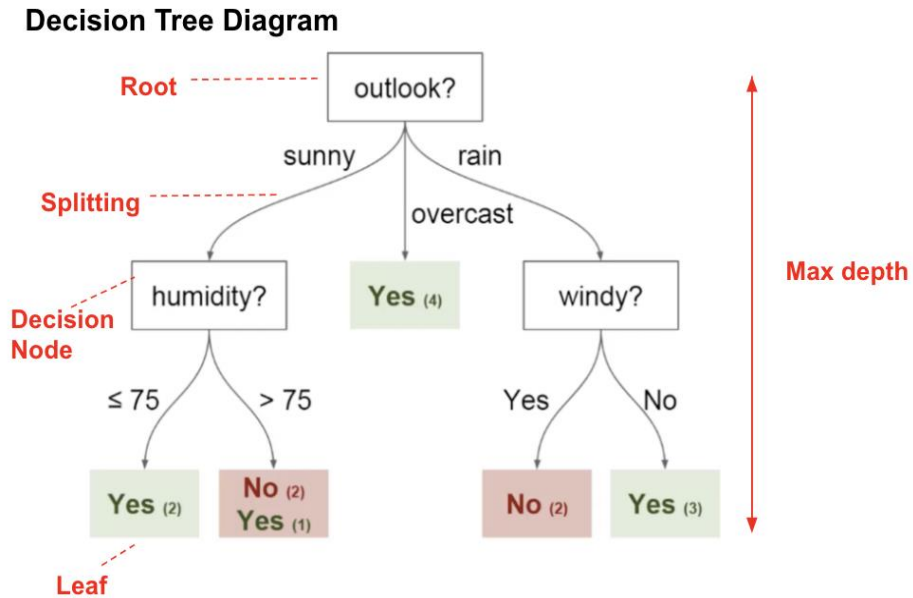 Decision Tree Diagram
Root
outlook?
sunny
rain
Splitting
overcast
Max depth
humidity?
Yes (4)
windy?
Decision
Node
≤ 75
> 75
Yes
No
Yes (2)
No (2)
Yes (1)
No (2)
Yes (3)
Leaf